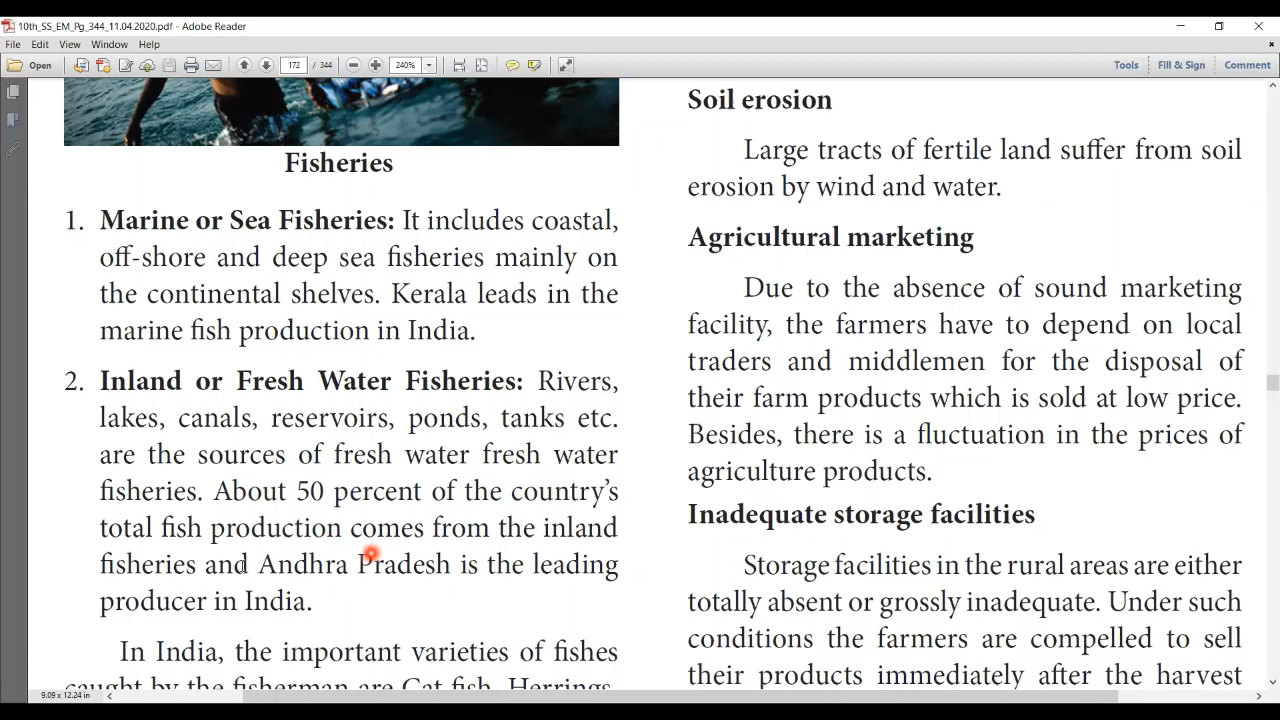 10th_SS_EM_Pg_344_11.04.2020.pdf - Adobe Reader
File Edit View Window Help
Open 172 / 344 240% Tools Fill & Sign Comment
Fisheries
1. Marine or Sea Fisheries: It includes coastal,
off-shore and deep sea fisheries mainly on
the continental shelves. Kerala leads in the
marine fish production in India.
2. Inland or Fresh Water Fisheries: Rivers,
lakes, canals, reservoirs, ponds, tanks etc.
are the sources of fresh water fresh water
fisheries. About 50 percent of the country's
total fish production comes from the inland
fisheries and Andhra Pradesh is the leading
producer in India.
In India, the important varieties of fishes
caught by the fisherman are Cat fish, Herrings,
Soil erosion
Large tracts of fertile land suffer from soil
erosion by wind and water.
Agricultural marketing
Due to the absence of sound marketing
facility, the farmers have to depend on local
traders and middlemen for the disposal of
their farm products which is sold at low price.
Besides, there is a fluctuation in the prices of
agriculture products.
Inadequate storage facilities
Storage facilities in the rural areas are either
totally absent or grossly inadequate. Under such
conditions the farmers are compelled to sell
their products immediately after the harvest
9.09 x 12.24 in